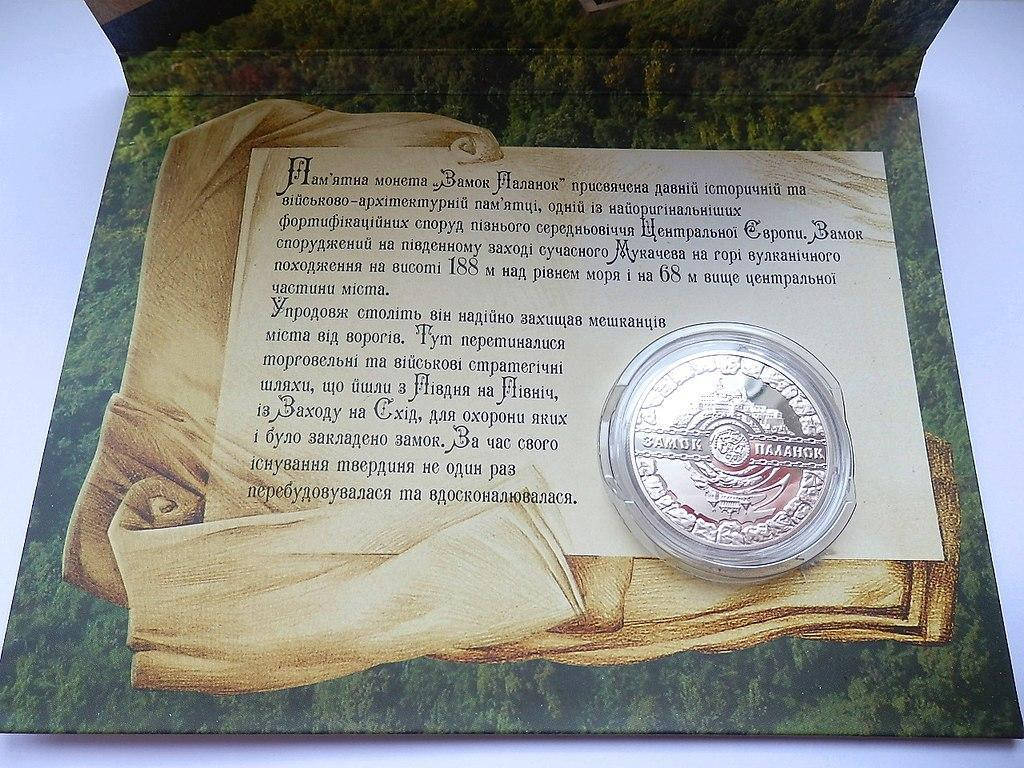 Пам'ятна монета „Замок Паланок" присвячена давній історичній та
військово-архітектурній пам'ятці, одній із найоригінальніших
фортифікаційних споруд пізнього середньовіччя Центральної Європи. Замок
споруджений на південному заході сучасного Мукачева на горі вулканічного
походження на висоті 188 м над рівнем моря і на 68 м вище центральної
частини міста.
Упродовж століть він надійно захищав мешканців
міста від ворогів. Тут перетиналися
торговельні та військові стратегічні
шляхи, що йшли з Півдня на Північ,
із Заходу на Схід, для охорони яких
і було закладено замок. За час свого
існування твердиня не один раз
перебудовувалася та вдосконалювалася.
ЗАМОК ПАЛАНОК